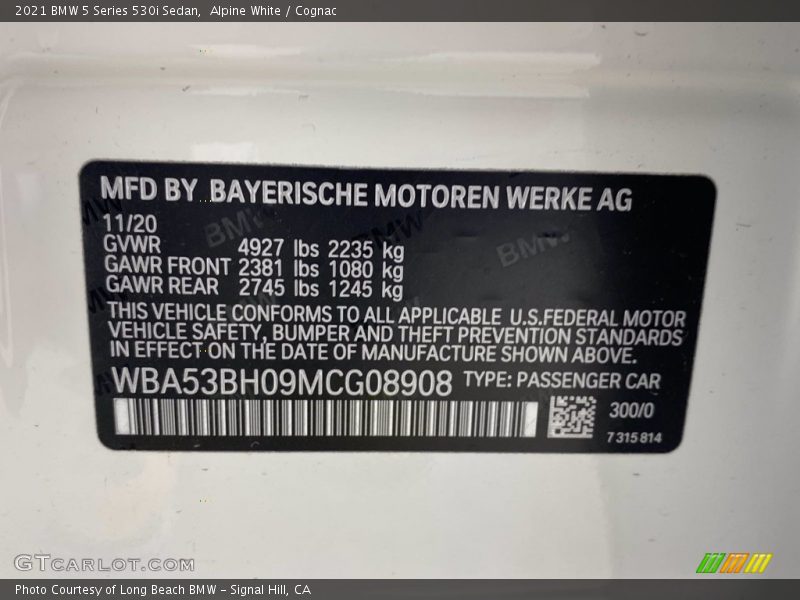 2021 BMW 5 Series 530i Sedan,  Alpine White / Cognac
MFD BY BAYERISCHE MOTOREN WERKE AG
11/20
GVWR 4927 lbs 2235 kg
GAWR FRONT 2381 lbs 1080 kg
GAWR REAR 2745 lbs 1245 kg
THIS VEHICLE CONFORMS TO ALL APPLICABLE U.S.FEDERAL MOTOR
VEHICLE SAFETY, BUMPER AND THEFT PREVENTION STANDARDS
IN EFFECT ON THE DATE OF MANUFACTURE SHOWN ABOVE.
WBA53BH09MCG08908 TYPE: PASSENGER CAR
300/0
7315814
GTCARLOT.COM
Photo Courtesy of Long Beach BMW – Signal Hill, CA